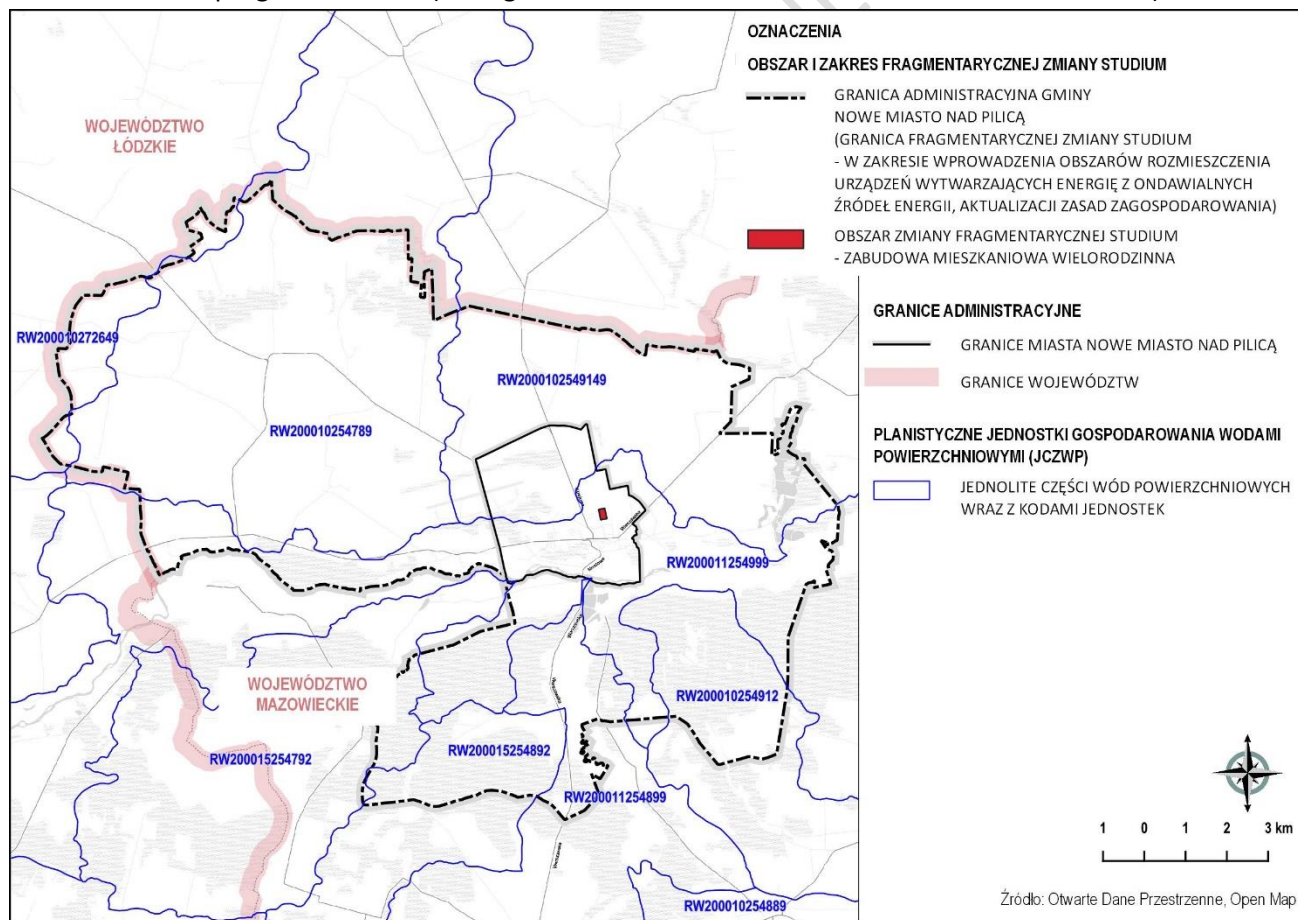 OZNACZENIA
OBSZAR I ZAKRES FRAGMENTARYCZNEJ ZMIANY STUDIUM
GRANICA ADMINISTRACYJNA GMINY
NOWE MIASTO NAD PILICĄ
(GRANICA FRAGMENTARYCZNEJ ZMIANY STUDIUM
- W ZAKRESIE WPROWADZENIA OBSZARÓW ROZMIESZCZENIA
URZĄDZEŃ WYTWARZAJĄCYCH ENERGIĘ Z ONDAWIALNYCH
ŹRÓDEŁ ENERGII, AKTUALIZACJI ZASAD ZAGOSPODAROWANIA)
OBSZAR ZMIANY FRAGMENTARYCZNEJ STUDIUM
- ZABUDOWA MIESZKANIOWA WIELORODZINNA
GRANICE ADMINISTRACYJNE
GRANICE MIASTA NOWE MIASTO NAD PILICĄ
GRANICE WOJEWÓDZTW
PLANISTYCZNE JEDNOSTKI GOSPODAROWANIA WODAMI
POWIERZCHNIOWYMI (JCZWP)
JEDNOLITE CZĘŚCI WÓD POWIERZCHNIOWYCH
WRAZ Z KODAMI JEDNOSTEK
WOJEWÓDZTWO
ŁÓDZKIE
RW200010272649
RW2000102549149
RW200010254789
RW200011254999
RW200010254912
WOJEWÓDZTWO
MAZOWIECKIE
RW200015254792
RW200015254892
RW200011254899
RW200010254889
1 0 1 2 3 km
Źródło: Otwarte Dane Przestrzenne, Open Map